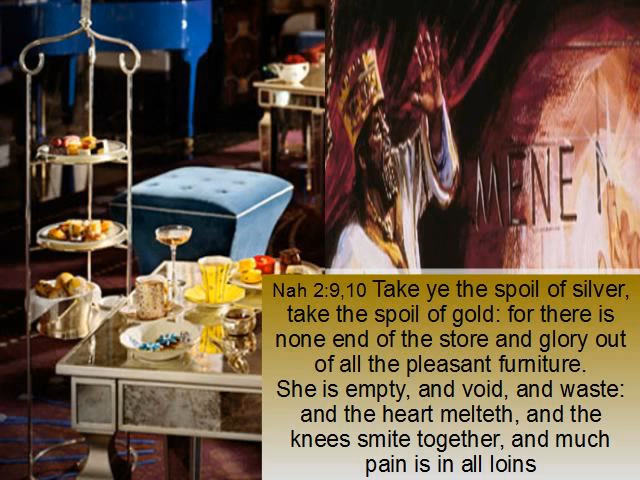 MENE
Nah 2:9,10 Take ye the spoil of silver,
take the spoil of gold: for there is
none end of the store and glory out
of all the pleasant furniture.
She is empty, and void, and waste:
and the heart melteth, and the
knees smite together, and much
pain is in all loins